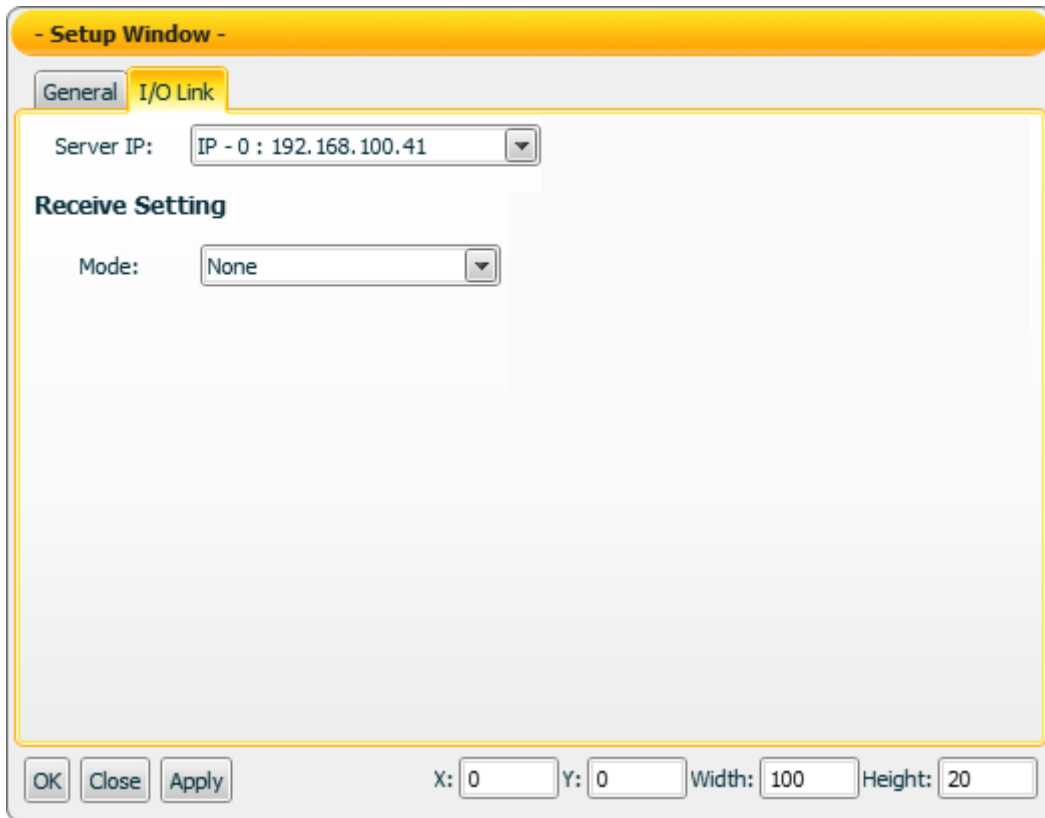 - Setup Window -
General I/O Link
Server IP: IP - 0 : 192.168.100.41
Receive Setting
Mode: None
OK Close Apply X: 0 Y: 0 Width: 100 Height: 20